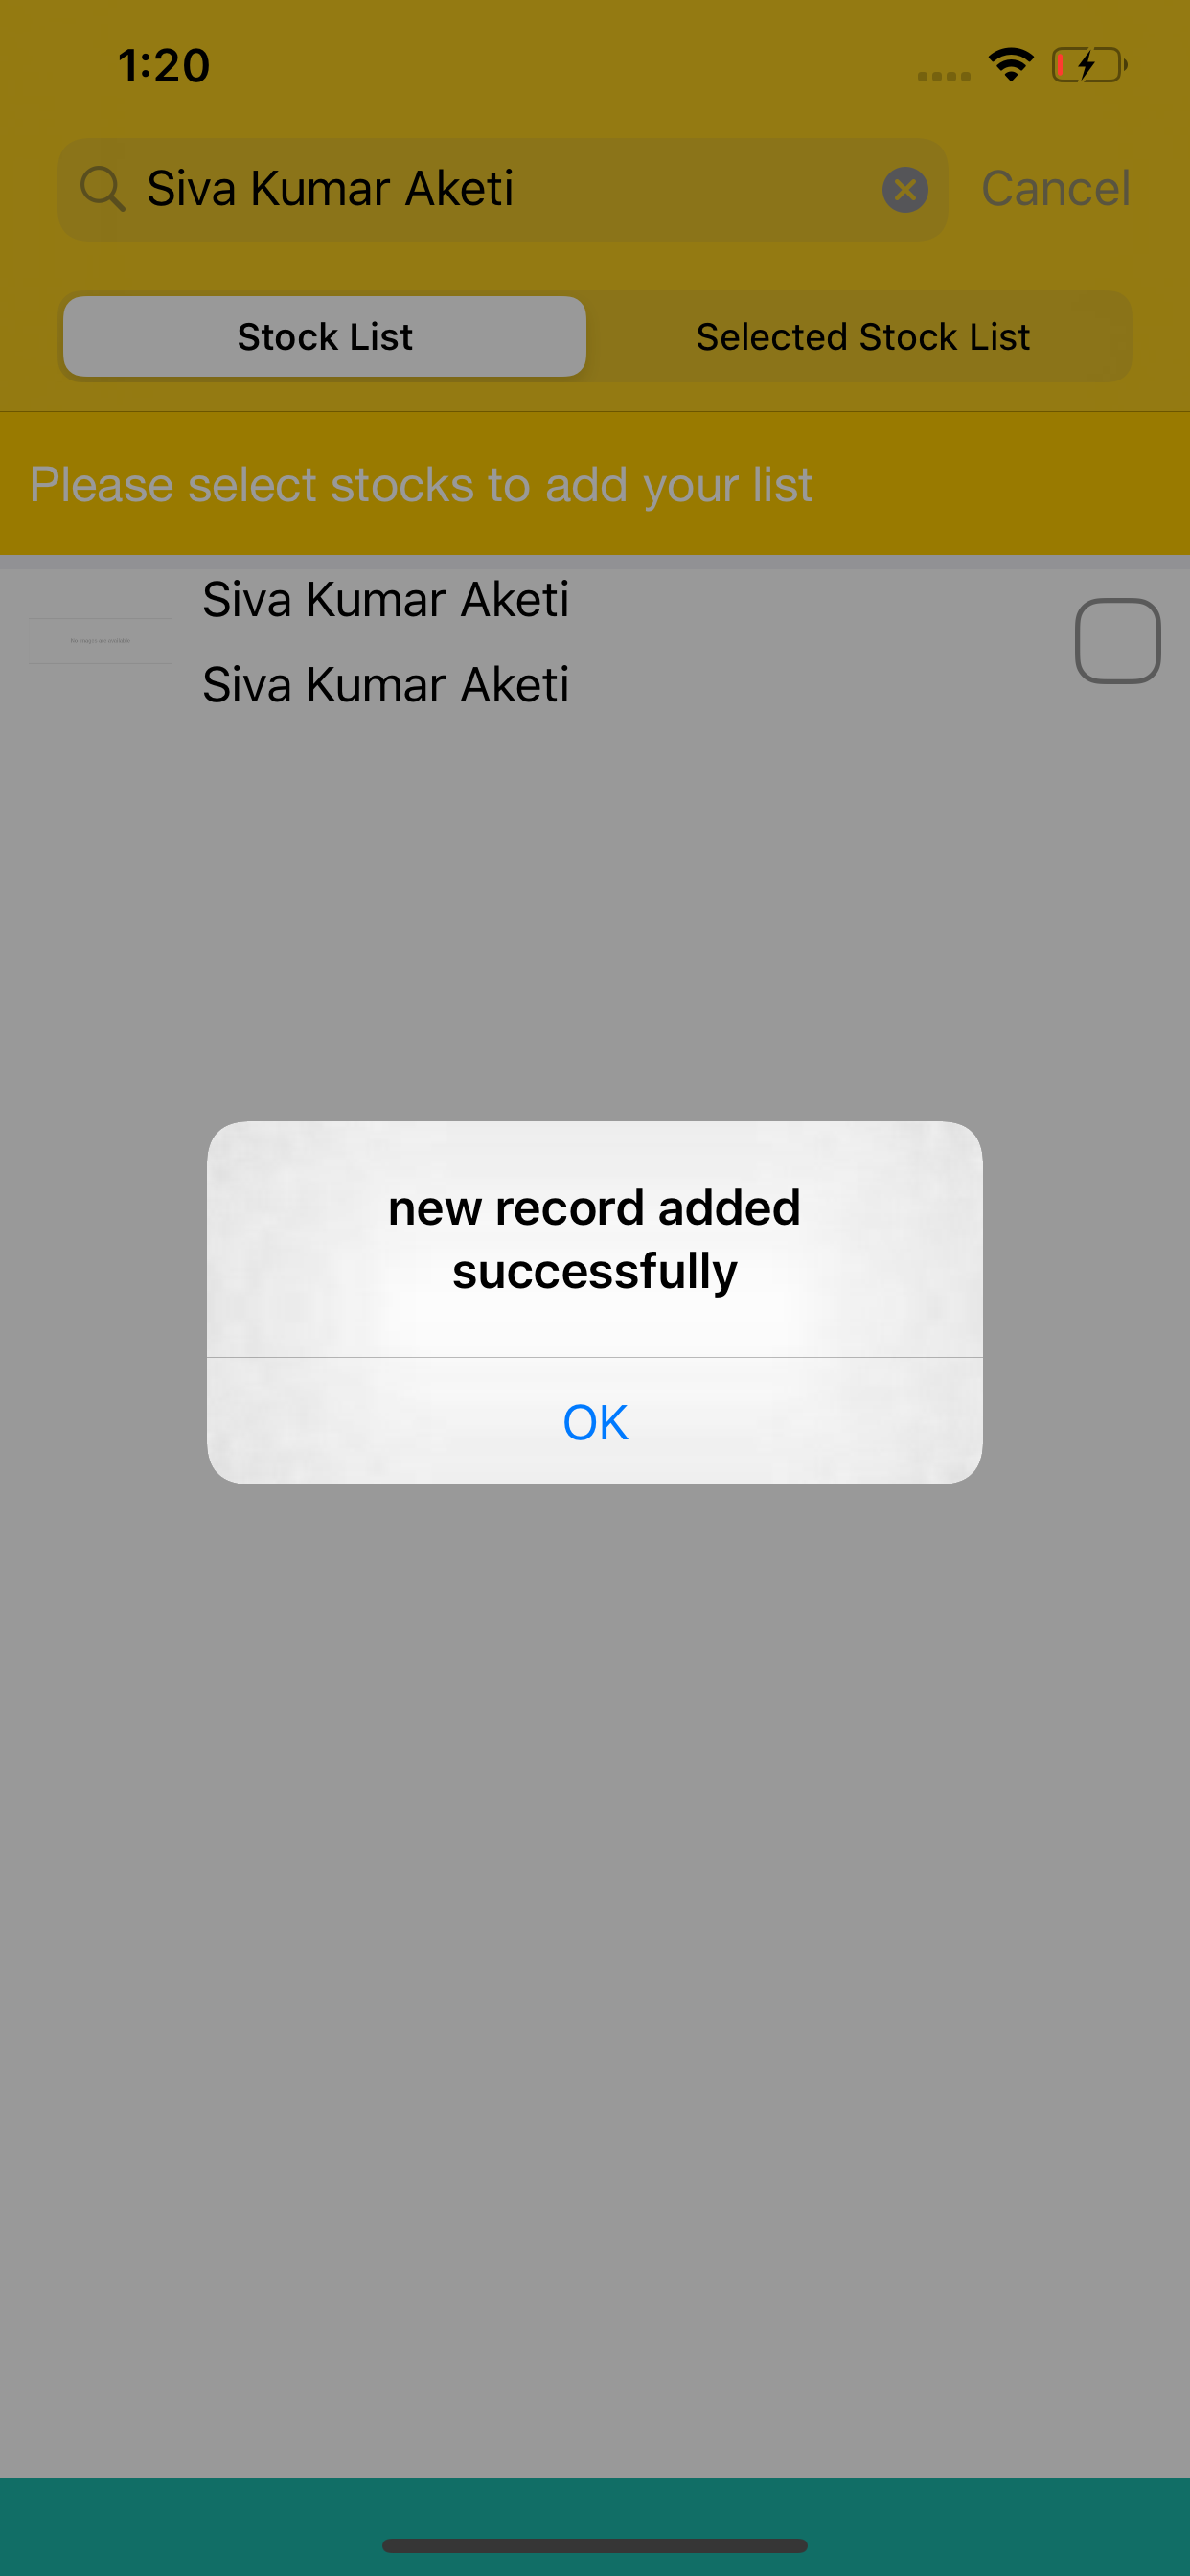 1:20
Siva Kumar Aketi
Cancel
Stock List
Selected Stock List
Please select stocks to add your list
Siva Kumar Aketi
Siva Kumar Aketi
new record added
successfully
OK